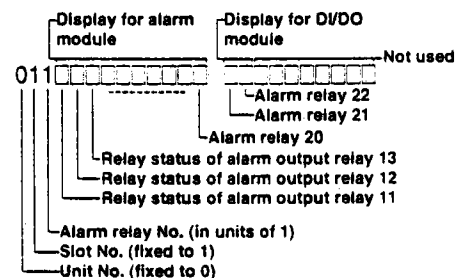 Display for alarm module
Display for DI/DO module
Not used
011
Alarm relay 22
Alarm relay 21
Alarm relay 20
Relay status of alarm output relay 13
Relay status of alarm output relay 12
Relay status of alarm output relay 11
Alarm relay No. (in units of 1)
Slot No. (fixed to 1)
Unit No. (fixed to 0)